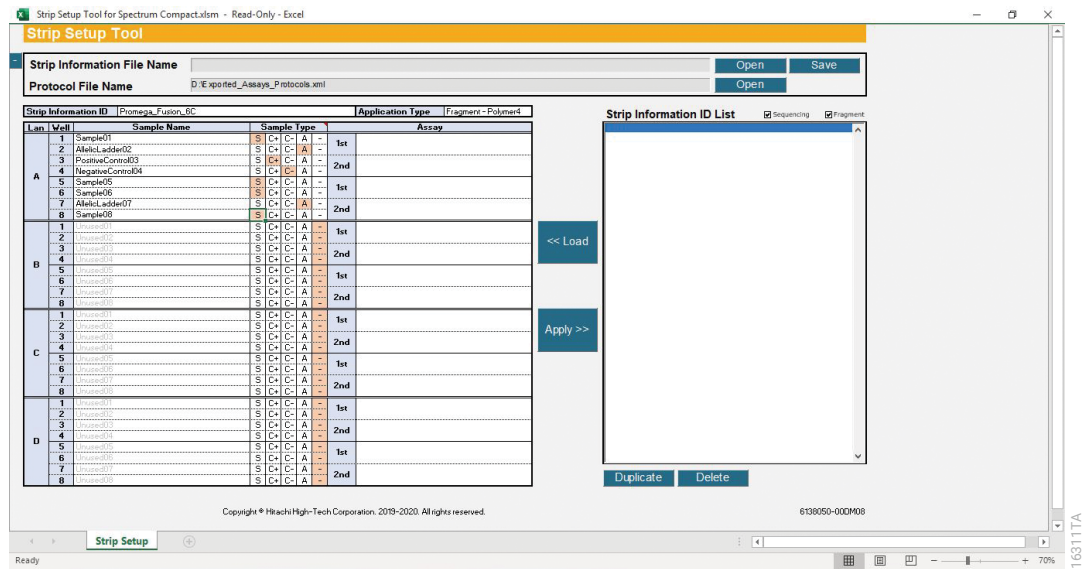 Strip Setup Tool for Spectrum Compact.xlsm - Read-Only - Excel
Strip Setup Tool
-
Strip Information File Name Open Save
Protocol File Name D:\Exported_Assays_Protocols.xml Open
Strip Information ID Promega_Fusion_6C Application Type Fragment - Polymer4
Strip Information ID List Sequencing Fragment
Lan Well Sample Name Sample Type Assay
A
1 Sample01 S C+ C- A - 1st
2 AllelicLadder02 S C+ C- A -
3 PositiveControl03 S C+ C- A - 2nd
4 NegativeControl04 S C+ C- A -
5 Sample05 S C+ C- A - 1st
6 Sample06 S C+ C- A -
7 AllelicLadder07 S C+ C- A - 2nd
8 Sample08 S C+ C- A -
B
1 Unused01 S C+ C- A - 1st
2 Unused02 S C+ C- A -
3 Unused03 S C+ C- A - 2nd
4 Unused04 S C+ C- A -
5 Unused05 S C+ C- A - 1st
6 Unused06 S C+ C- A -
7 Unused07 S C+ C- A - 2nd
8 Unused08 S C+ C- A -
C
1 Unused01 S C+ C- A - 1st
2 Unused02 S C+ C- A -
3 Unused03 S C+ C- A - 2nd
4 Unused04 S C+ C- A -
5 Unused05 S C+ C- A - 1st
6 Unused06 S C+ C- A -
7 Unused07 S C+ C- A - 2nd
8 Unused08 S C+ C- A -
D
1 Unused01 S C+ C- A - 1st
2 Unused02 S C+ C- A -
3 Unused03 S C+ C- A - 2nd
4 Unused04 S C+ C- A -
5 Unused05 S C+ C- A - 1st
6 Unused06 S C+ C- A -
7 Unused07 S C+ C- A - 2nd
8 Unused08 S C+ C- A -
<< Load
Apply >>
Duplicate Delete
Copyright © Hitachi High-Tech Corporation. 2019-2020. All rights reserved. 6138050-00DM08
Strip Setup
Ready 70%
16311TA